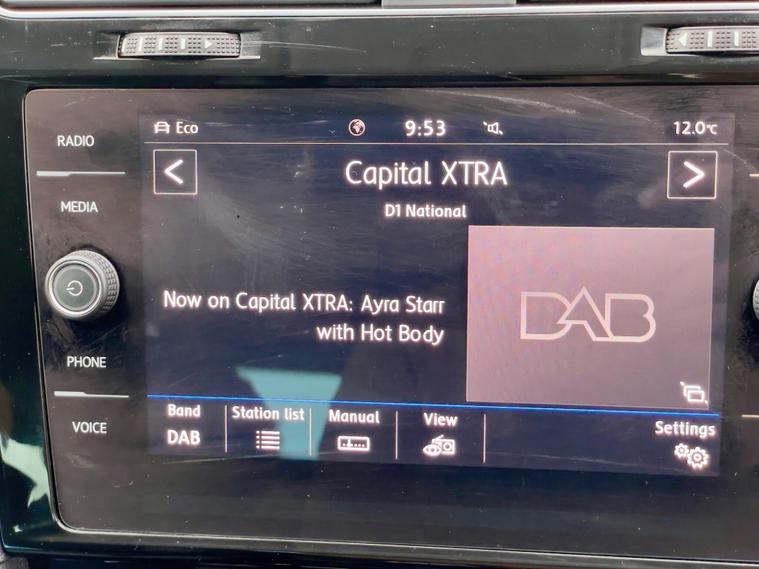 RADIO
MEDIA
PHONE
VOICE
Eco
9:53
12.0°C
Capital XTRA
D1 National
Now on Capital XTRA: Ayra Starr
with Hot Body
DAB
Band
DAB
Station list
Manual
View
Settings